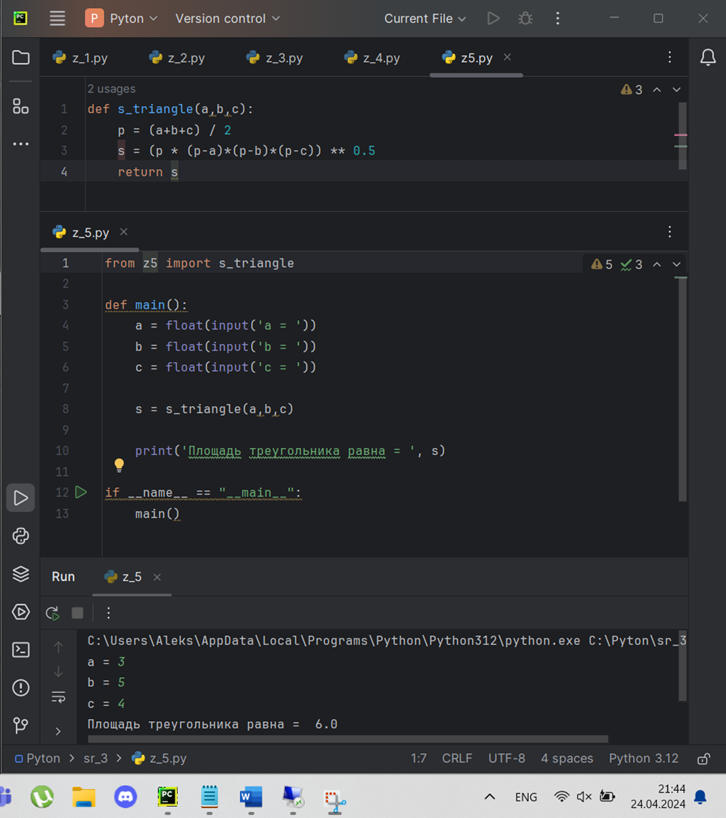 PC P Pyton Version control Current File
z_1.py z_2.py z_3.py z_4.py z5.py
2 usages 3
1 def s_triangle(a,b,c):
2 p = (a+b+c) / 2
3 s = (p * (p-a)*(p-b)*(p-c)) ** 0.5
4 return s
z_5.py
1 from z5 import s_triangle 5 3
2
3 def main():
4 a = float(input('a = '))
5 b = float(input('b = '))
6 c = float(input('c = '))
7
8 s = s_triangle(a,b,c)
9
10 print('Площадь треугольника равна = ', s)
11
12 if __name__ == "__main__":
13 main()
Run z_5
C:\Users\Aleks\AppData\Local\Programs\Python\Python312\python.exe C:\Pyton\sr_3
a = 3
b = 5
c = 4
Площадь треугольника равна =  6.0
Pyton > sr_3 > z_5.py 1:7 CRLF UTF-8 4 spaces Python 3.12
PC W ENG 21:44
24.04.2024